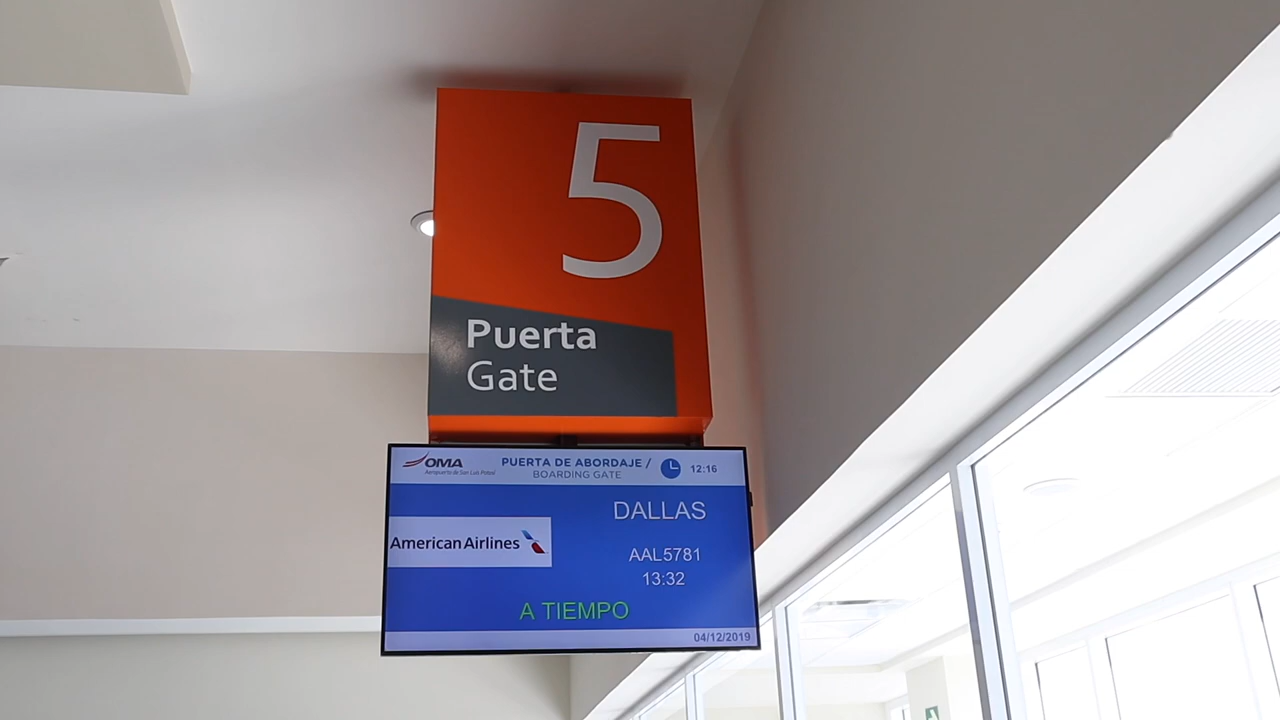 5
Puerta
Gate
OMA
Aeropuerto de San Luis Potosí
PUERTA DE ABORDAJE /
BOARDING GATE
12:16
DALLAS
American Airlines
AAL5781
13:32
A TIEMPO
04/12/2019